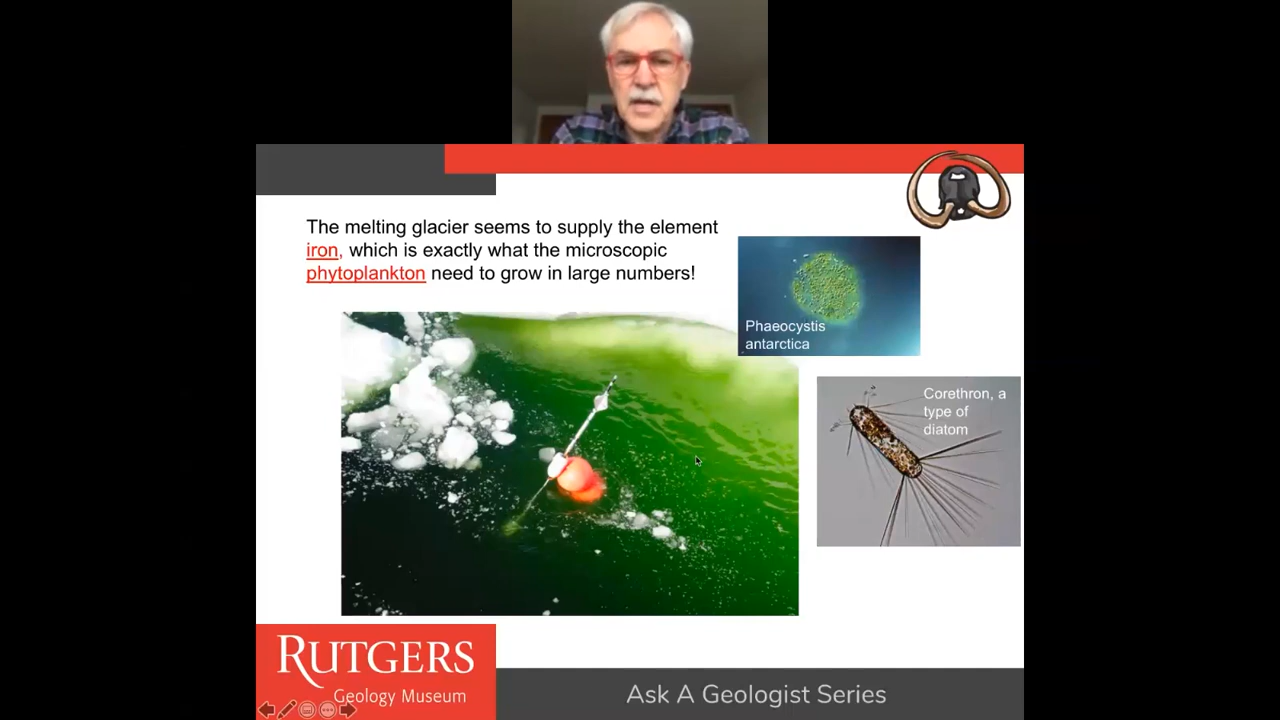 The melting glacier seems to supply the element
iron, which is exactly what the microscopic
phytoplankton need to grow in large numbers!
Phaeocystis
antarctica
Corethron, a
type of
diatom
RUTGERS
Geology Museum
Ask A Geologist Series